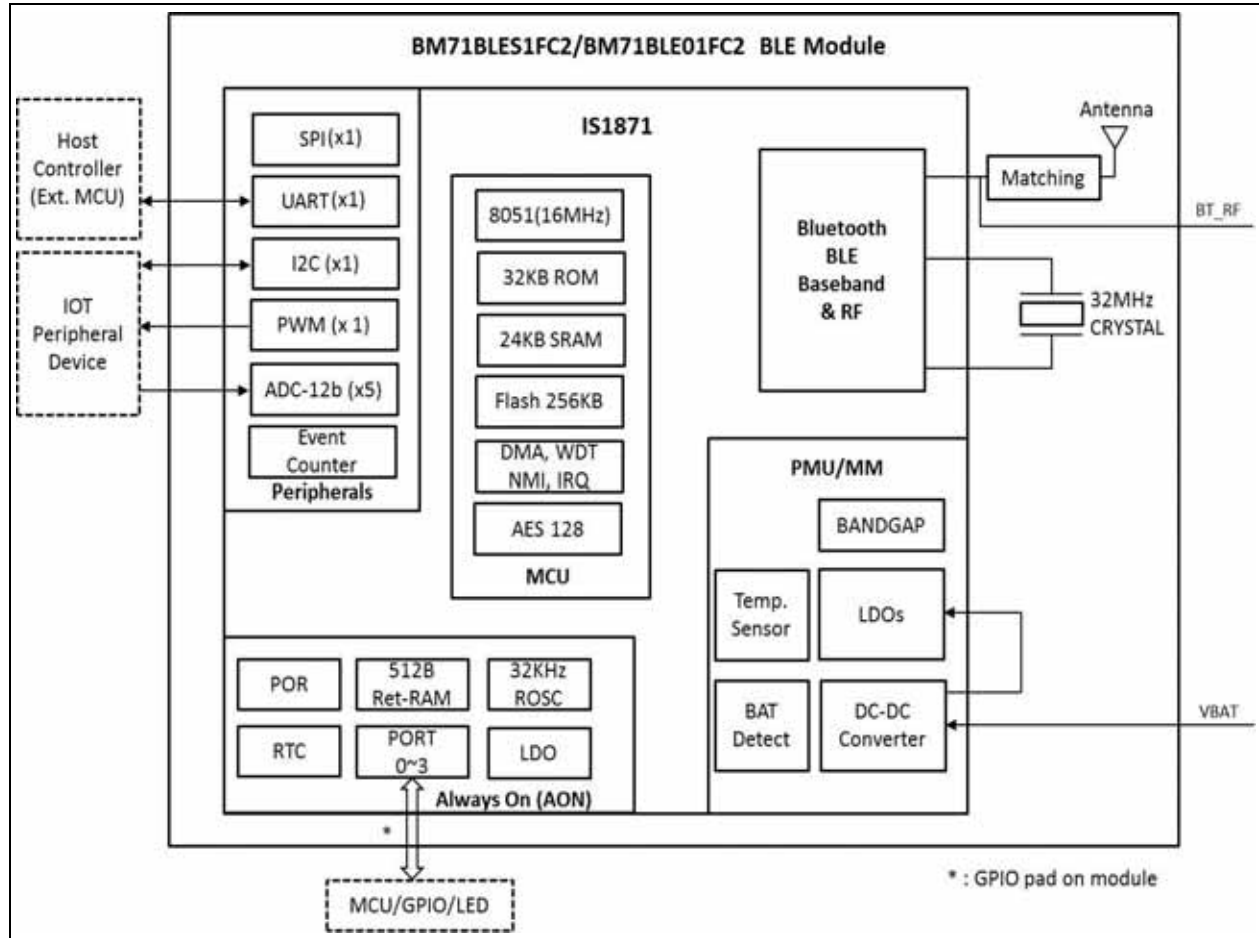 BM71BLES1FC2/BM71BLE01FC2 BLE Module
Host
Controller
(Ext. MCU)
IOT
Peripheral
Device
SPI (x1)
UART (x1)
I2C (x1)
PWM (x 1)
ADC-12b (x5)
Event
Counter
Peripherals
IS1871
8051(16MHz)
32KB ROM
24KB SRAM
Flash 256KB
DMA, WDT
NMI, IRQ
AES 128
MCU
Bluetooth
BLE
Baseband
& RF
Antenna
Matching
BT_RF
32MHz
CRYSTAL
PMU/MM
BANDGAP
Temp.
Sensor
LDOs
BAT
Detect
DC-DC
Converter
VBAT
POR
512B
Ret-RAM
32KHz
ROSC
RTC
PORT
0~3
LDO
Always On (AON)
*
MCU/GPIO/LED
* : GPIO pad on module